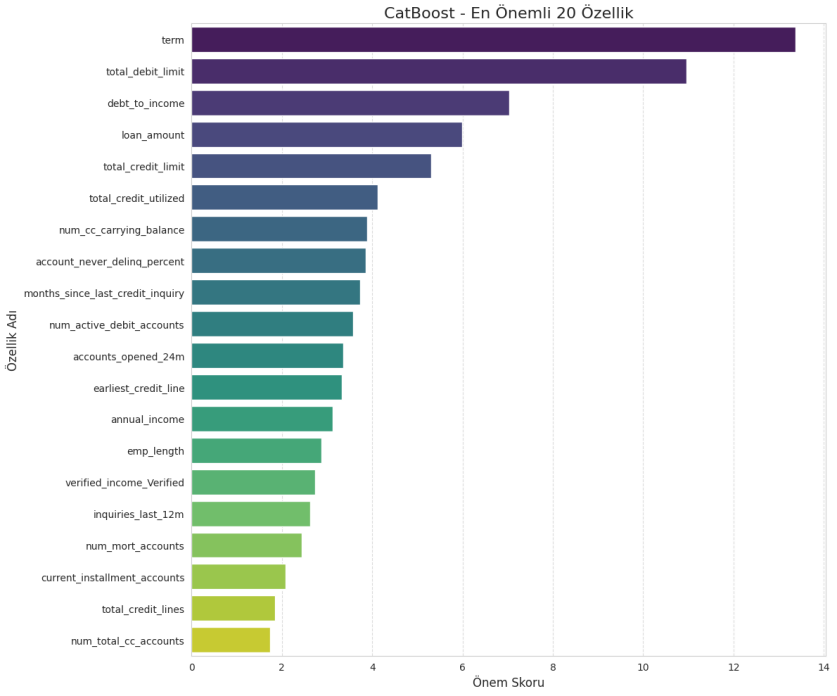 CatBoost - En Önemli 20 Özellik
Özellik Adı
term
total_debit_limit
debt_to_income
loan_amount
total_credit_limit
total_credit_utilized
num_cc_carrying_balance
account_never_delinq_percent
months_since_last_credit_inquiry
num_active_debit_accounts
accounts_opened_24m
earliest_credit_line
annual_income
emp_length
verified_income_Verified
inquiries_last_12m
num_mort_accounts
current_installment_accounts
total_credit_lines
num_total_cc_accounts
0 2 4 6 8 10 12 14
Önem Skoru